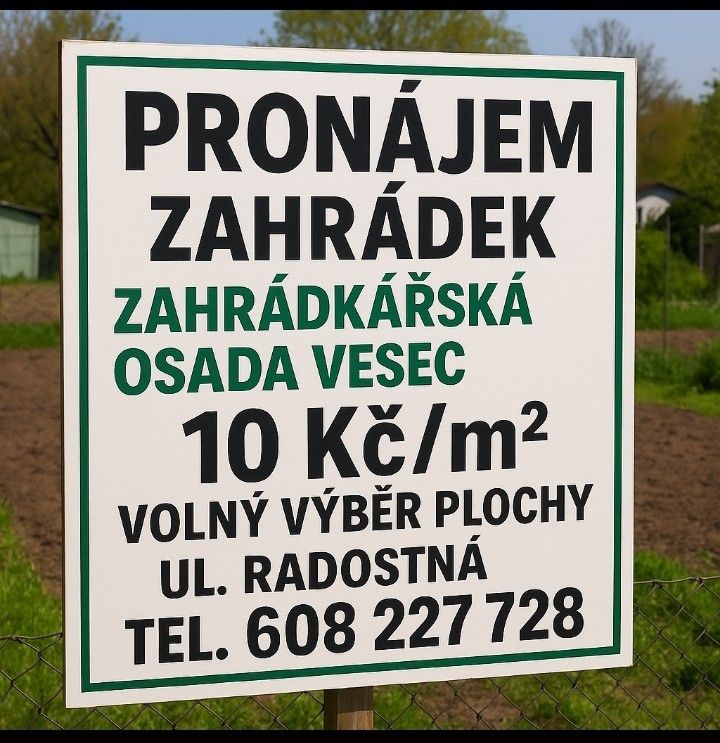 PRONÁJEM
ZAHRÁDEK
ZAHRÁDKÁŘSKÁ
OSADA VESEC
10 Kč/m²
VOLNÝ VÝBĚR PLOCHY
UL. RADOSTNÁ
TEL. 608 227 728